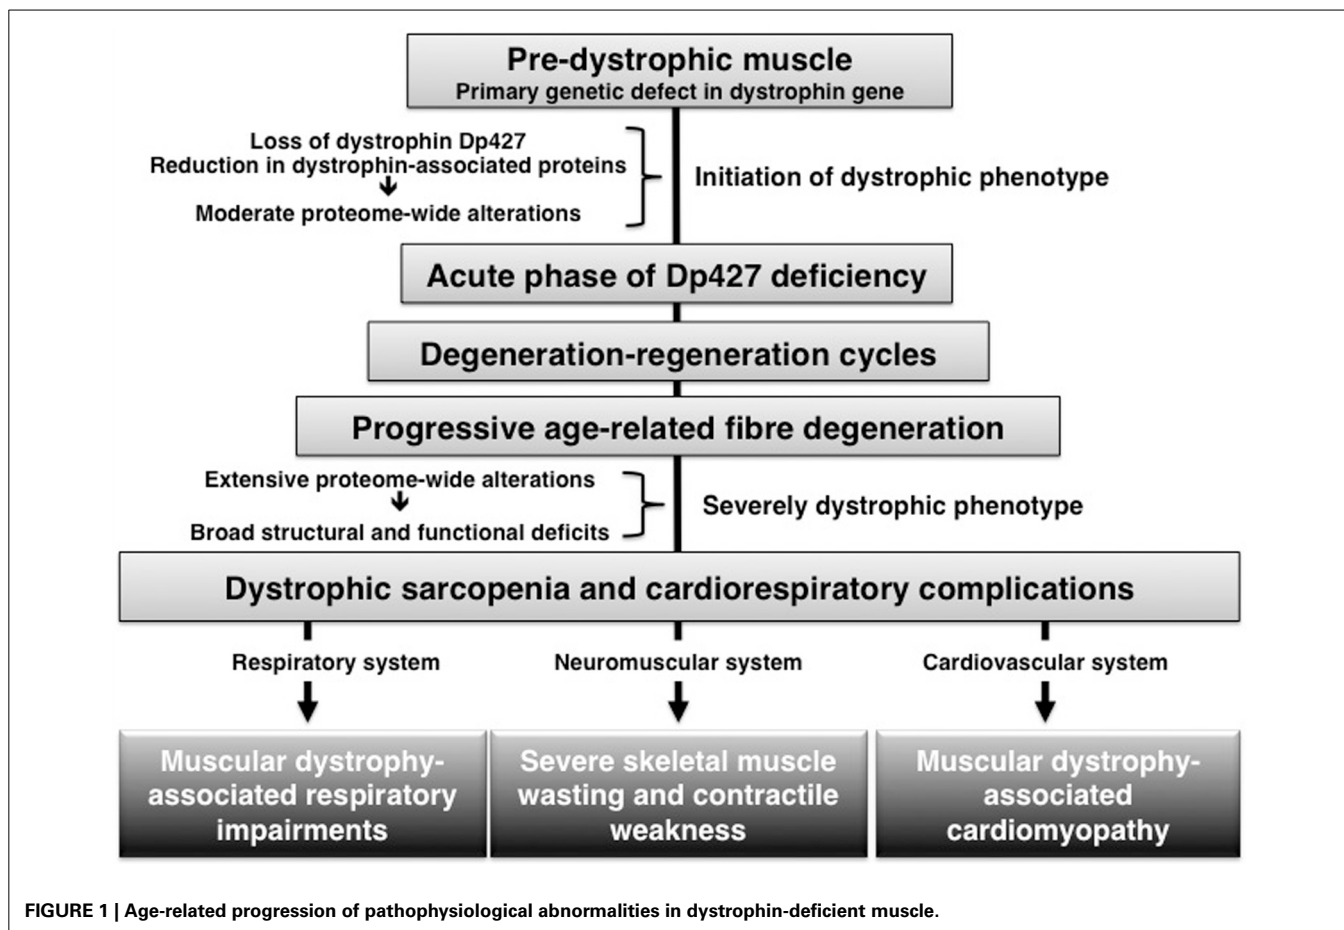 Pre-dystrophic muscle
Primary genetic defect in dystrophin gene
Loss of dystrophin Dp427
Reduction in dystrophin-associated proteins
Moderate proteome-wide alterations
Initiation of dystrophic phenotype
Acute phase of Dp427 deficiency
Degeneration-regeneration cycles
Progressive age-related fibre degeneration
Extensive proteome-wide alterations
Broad structural and functional deficits
Severely dystrophic phenotype
Dystrophic sarcopenia and cardiorespiratory complications
Respiratory system
Neuromuscular system
Cardiovascular system
Muscular dystrophy-
associated respiratory
impairments
Severe skeletal muscle
wasting and contractile
weakness
Muscular dystrophy-
associated
cardiomyopathy
FIGURE 1 | Age-related progression of pathophysiological abnormalities in dystrophin-deficient muscle.